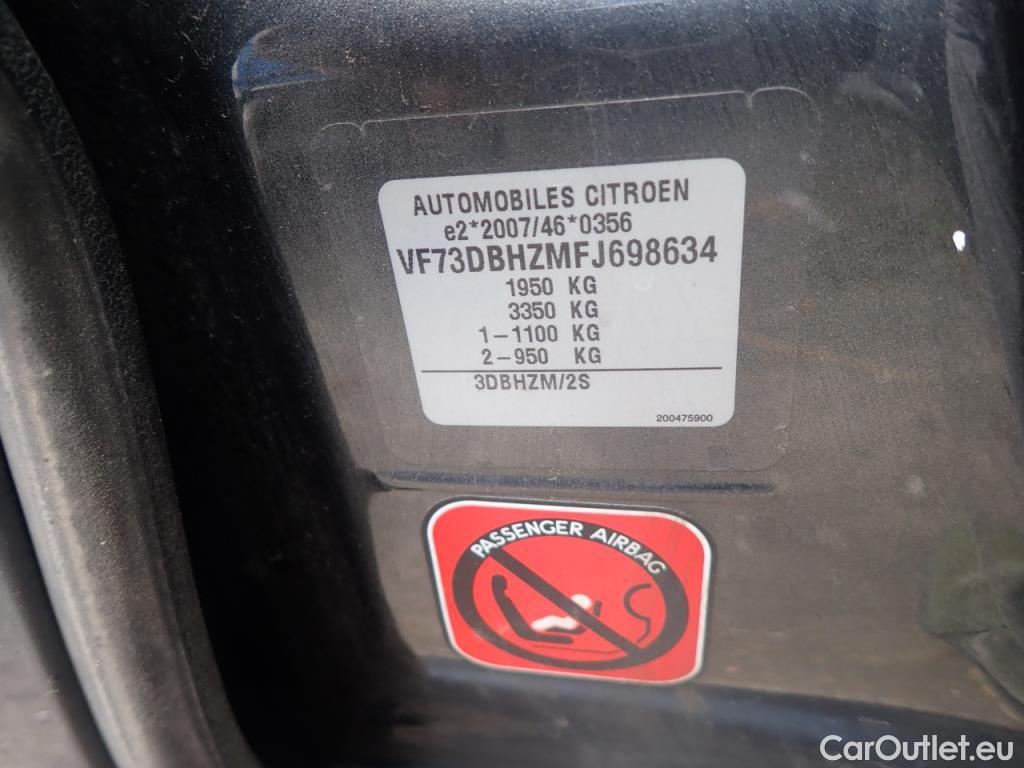 AUTOMOBILES CITROEN
e2*2007/46*0356
VF73DBHZMFJ698634
1950 KG
3350 KG
1-1100 KG
2-950 KG
3DBHZM/2S
200475900
PASSENGER AIRBAG
CarOutlet.eu